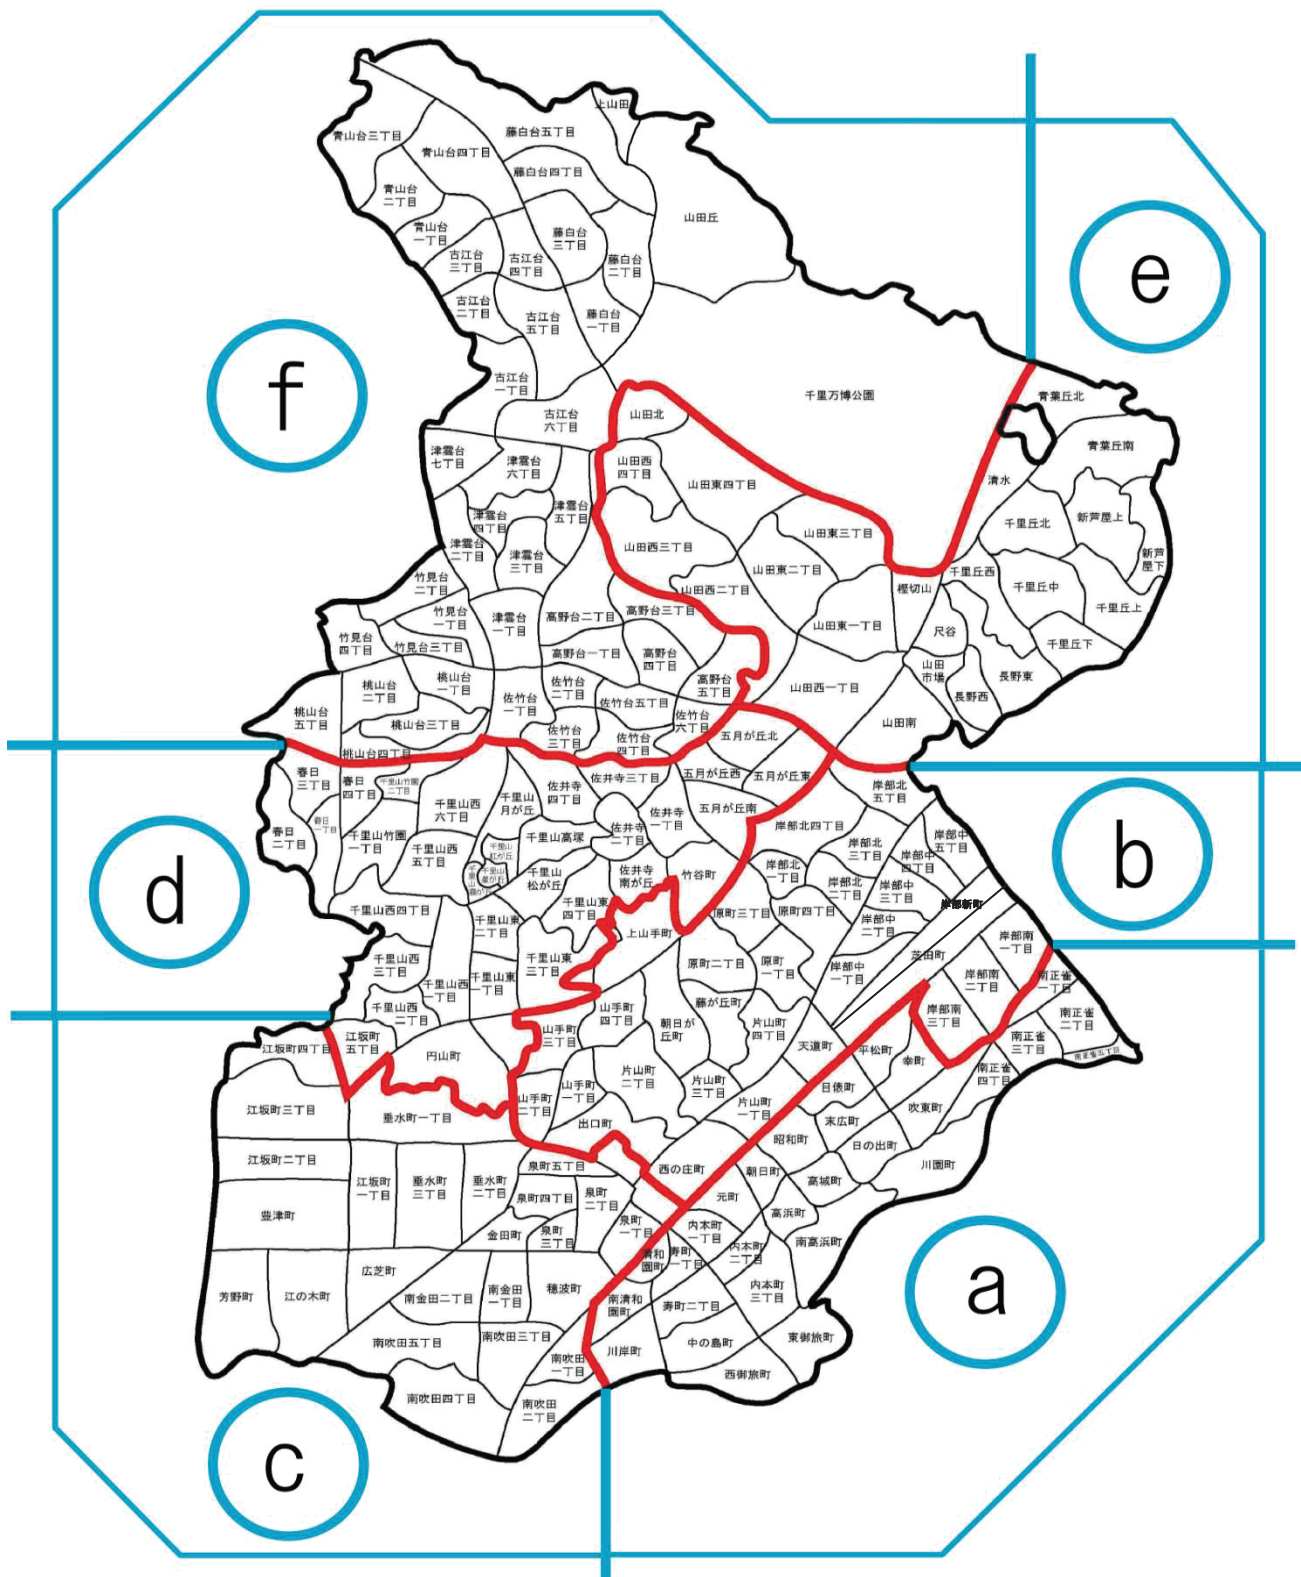 上山田
青山台三丁目
藤白台五丁目
青山台四丁目
藤白台四丁目
青山台
二丁目
山田丘
青山台
一丁目
藤白台
三丁目
古江台
三丁目
古江台
四丁目
藤白台
二丁目
e
古江台
二丁目
古江台
五丁目
藤白台
一丁目
f
古江台
一丁目
千里万博公園
青葉丘北
古江台
六丁目
山田北
青葉丘南
津雲台
七丁目
津雲台
六丁目
山田西
四丁目
山田東四丁目
清水
津雲台
五丁目
津雲台
四丁目
千里丘北
新芦屋上
山田東三丁目
津雲台
二丁目
津雲台
三丁目
山田西三丁目
新芦
屋下
山田東二丁目
千里丘西
竹見台
二丁目
山田西二丁目
樫切山
千里丘中
千里丘上
竹見台
一丁目
津雲台
一丁目
高野台二丁目
高野台三丁目
山田東一丁目
尺谷
千里丘下
竹見台
四丁目
竹見台三丁目
高野台一丁目
高野台
四丁目
山田
市場
長野東
桃山台
二丁目
桃山台
一丁目
佐竹台
二丁目
高野台
五丁目
山田西一丁目
長野西
桃山台
五丁目
桃山台三丁目
佐竹台
一丁目
佐竹台五丁目
佐竹台
六丁目
山田南
佐竹台
三丁目
佐竹台
四丁目
五月が丘北
桃山台四丁目
春日
三丁目
春日
四丁目
千里山竹園
二丁目
佐井寺三丁目
五月が丘西
五月が丘東
千里山西
六丁目
千里山
月が丘
佐井寺
四丁目
岸部北
五丁目
春日
一丁目
春日
二丁目
千里山竹園
一丁目
千里山西
五丁目
千里山高塚
佐井寺
二丁目
佐井寺
一丁目
五月が丘南
岸部北四丁目
岸部北
三丁目
岸部中
五丁目
岸部中
四丁目
b
千里山
虹が丘
千里山
星が丘
千里山霧が丘
千里山
松が丘
佐井寺
南が丘
竹谷町
岸部北
一丁目
岸部北
二丁目
岸部中
三丁目
岸部新町
d
千里山西四丁目
千里山東
四丁目
原町三丁目
原町四丁目
岸部中
二丁目
千里山東
二丁目
上山手町
岸部南
一丁目
千里山西
三丁目
千里山東
三丁目
原町二丁目
原町
一丁目
岸部中
一丁目
芝田町
千里山西
一丁目
千里山東
一丁目
岸部南
二丁目
南正雀
一丁目
千里山西
二丁目
山手町
四丁目
藤が丘町
岸部南
三丁目
南正雀
二丁目
江坂町
五丁目
山手町
三丁目
朝日が
丘町
片山町
四丁目
天道町
平松町
南正雀
三丁目
江坂町四丁目
円山町
幸町
南正雀五丁目
片山町
二丁目
片山町
三丁目
南正雀
四丁目
山手町
一丁目
山手町
二丁目
片山町
一丁目
目俵町
吹東町
江坂町三丁目
垂水町一丁目
出口町
末広町
昭和町
日の出町
江坂町二丁目
泉町五丁目
西の庄町
朝日町
川園町
江坂町
一丁目
垂水町
三丁目
垂水町
二丁目
高城町
泉町四丁目
泉町
二丁目
元町
豊津町
高浜町
金田町
泉町
三丁目
泉町
一丁目
内本町
一丁目
南高浜町
清和
園町
寿町
一丁目
内本町
二丁目
広芝町
a
芳野町
江の木町
南金田二丁目
南金田
一丁目
穂波町
南清和
園町
寿町二丁目
内本町
三丁目
南吹田五丁目
南吹田三丁目
川岸町
中の島町
東御旅町
南吹田
一丁目
西御旅町
南吹田四丁目
南吹田
二丁目
c